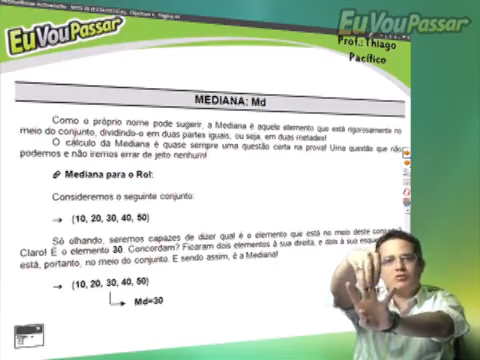 EuVouPassar
EuVouPassar
Prof.: Thiago
Pacífico
MEDIANA: Md
Como o próprio nome pode sugerir, a Mediana é aquele elemento que está rigorosamente no
meio do conjunto, dividindo-o em duas partes iguais, ou seja, em duas metades!
O cálculo da Mediana é quase sempre uma questão certa na prova! Uma questão que não
podemos e não iremos errar de jeito nenhum!
Mediana para o Rol:
Consideremos o seguinte conjunto:
→ (10, 20, 30, 40, 50)
Só olhando, seremos capazes de dizer qual é o elemento que está no meio deste
Claro! É o elemento 30. Concordam? Ficaram dois elementos à sua direita, e dois à sua
está, portanto, no meio do conjunto. E sendo assim, é a Mediana!
→ (10, 20, 30, 40, 50)
Md=30